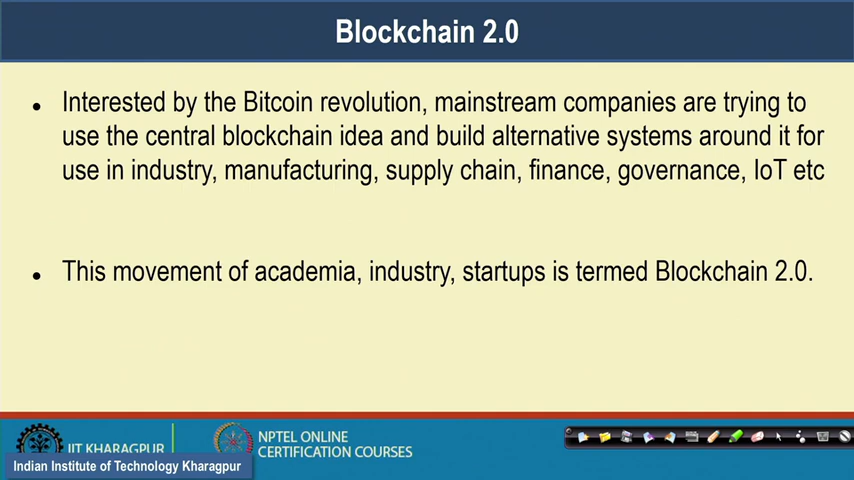 Blockchain 2.0
Interested by the Bitcoin revolution, mainstream companies are trying to
use the central blockchain idea and build alternative systems around it for
use in industry, manufacturing, supply chain, finance, governance, IoT etc
This movement of academia, industry, startups is termed Blockchain 2.0.
IIT KHARAGPUR
NPTEL ONLINE
CERTIFICATION COURSES
Indian Institute of Technology Kharagpur